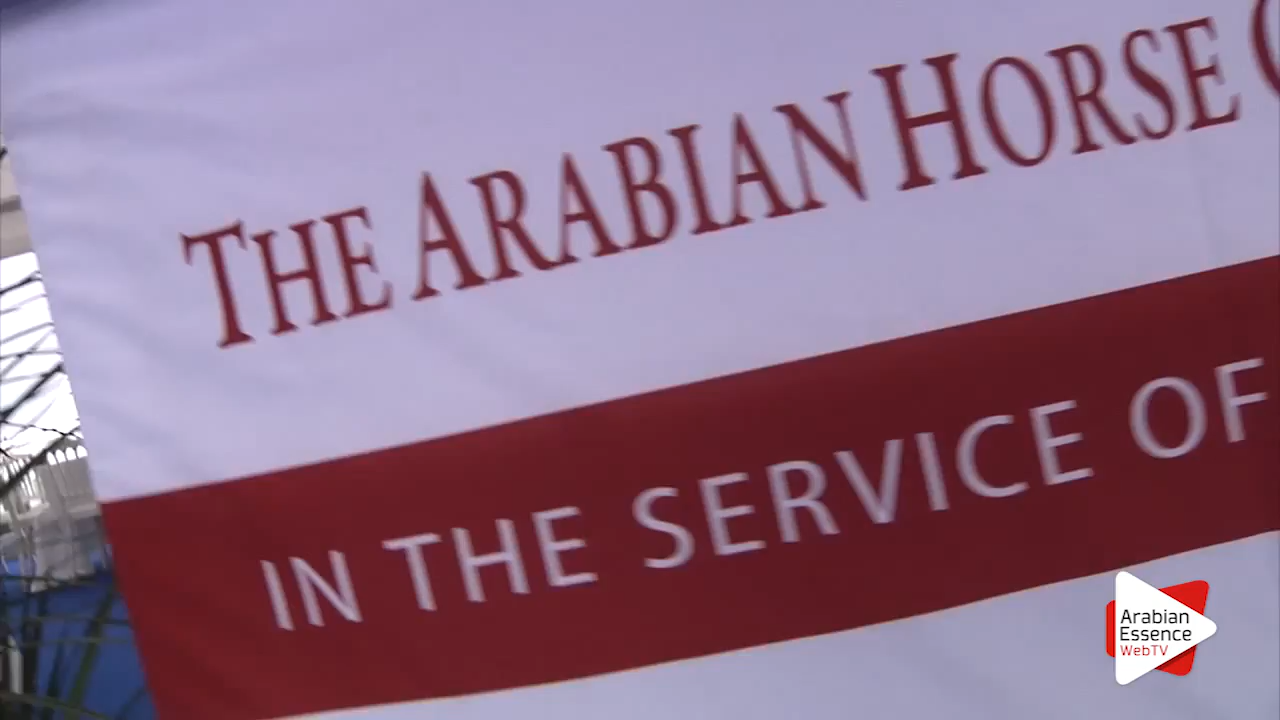 THE ARABIAN HORSE
IN THE SERVICE OF
Arabian
Essence
WebTV